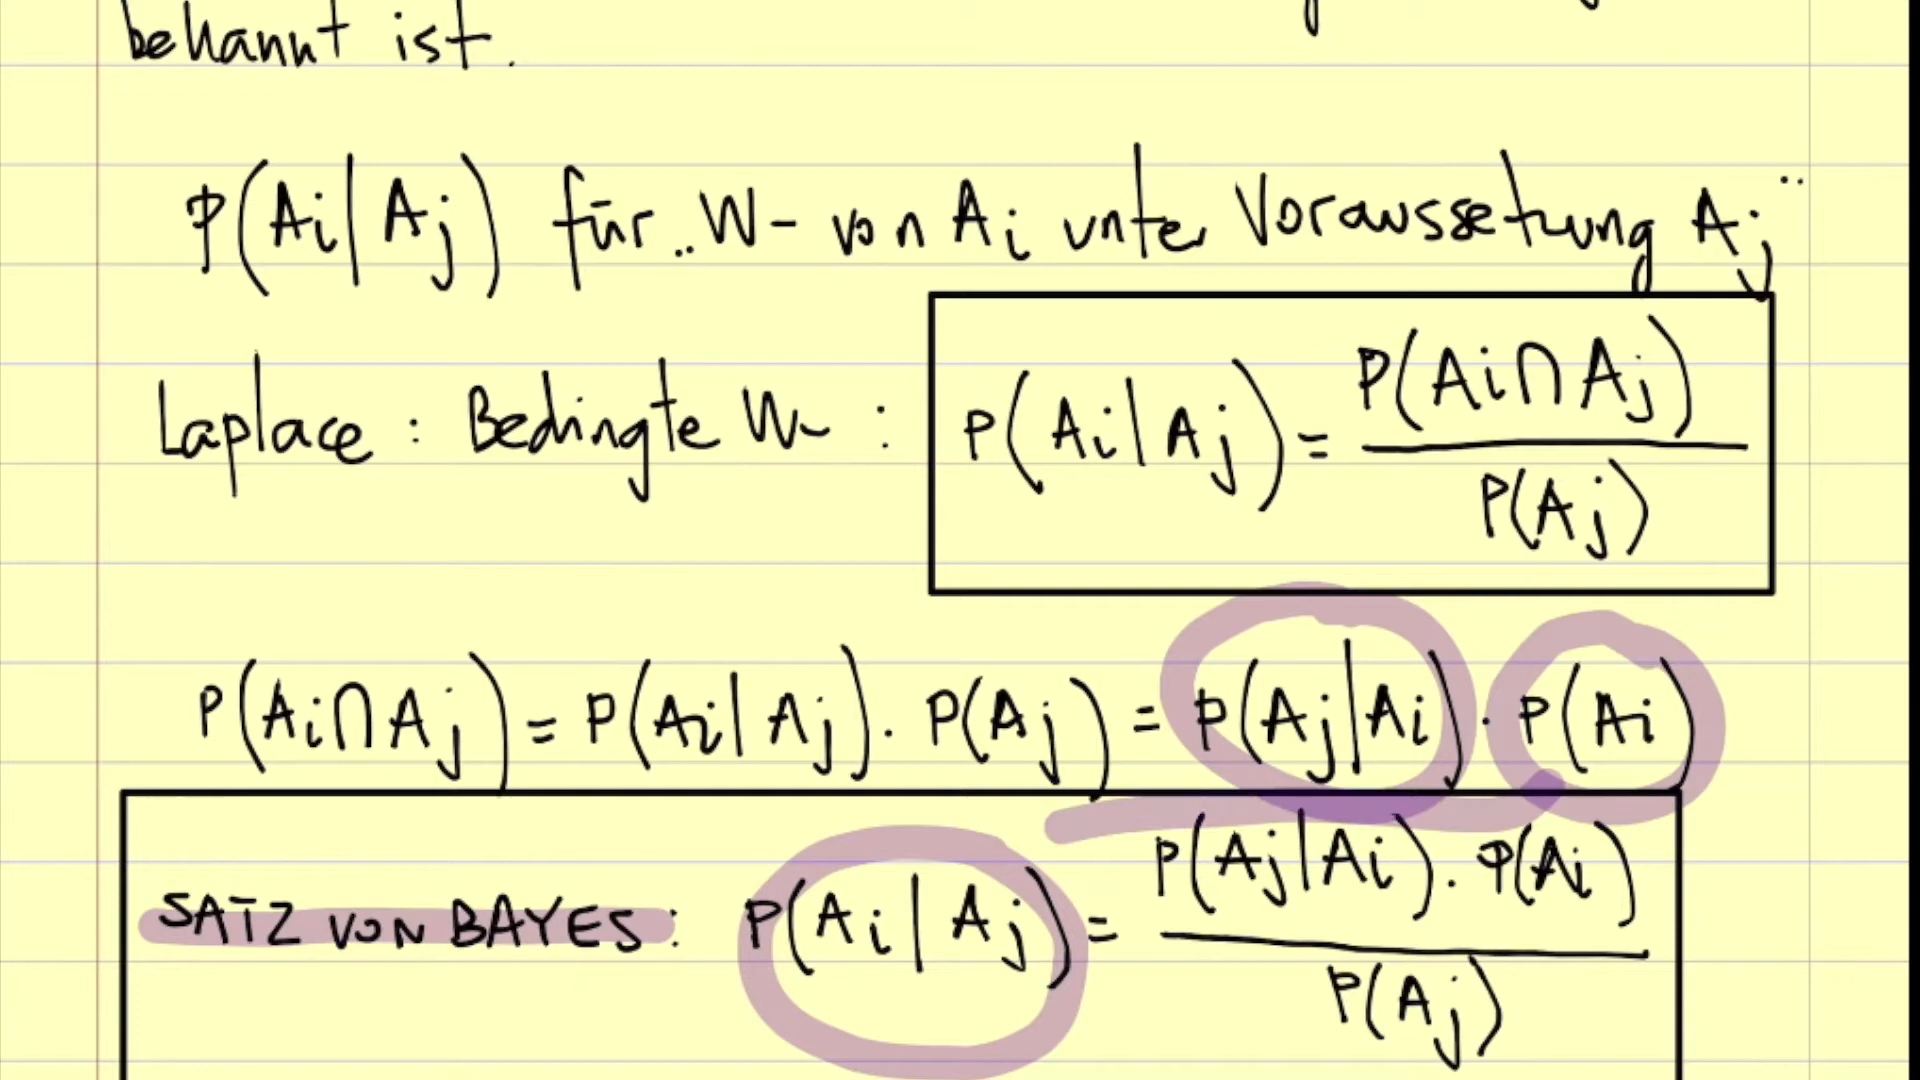 bekannt ist.
P(Ai|Aj) für „W- von Ai unter Voraussetzung Aj"
Laplace: Bedingte W- : P(Ai|Aj) = P(Ai∩Aj) / P(Aj)
P(Ai∩Aj) = P(Ai|Aj) · P(Aj) = P(Aj|Ai) · P(Ai)
SATZ VON BAYES: P(Ai|Aj) = P(Aj|Ai) · P(Ai) / P(Aj)